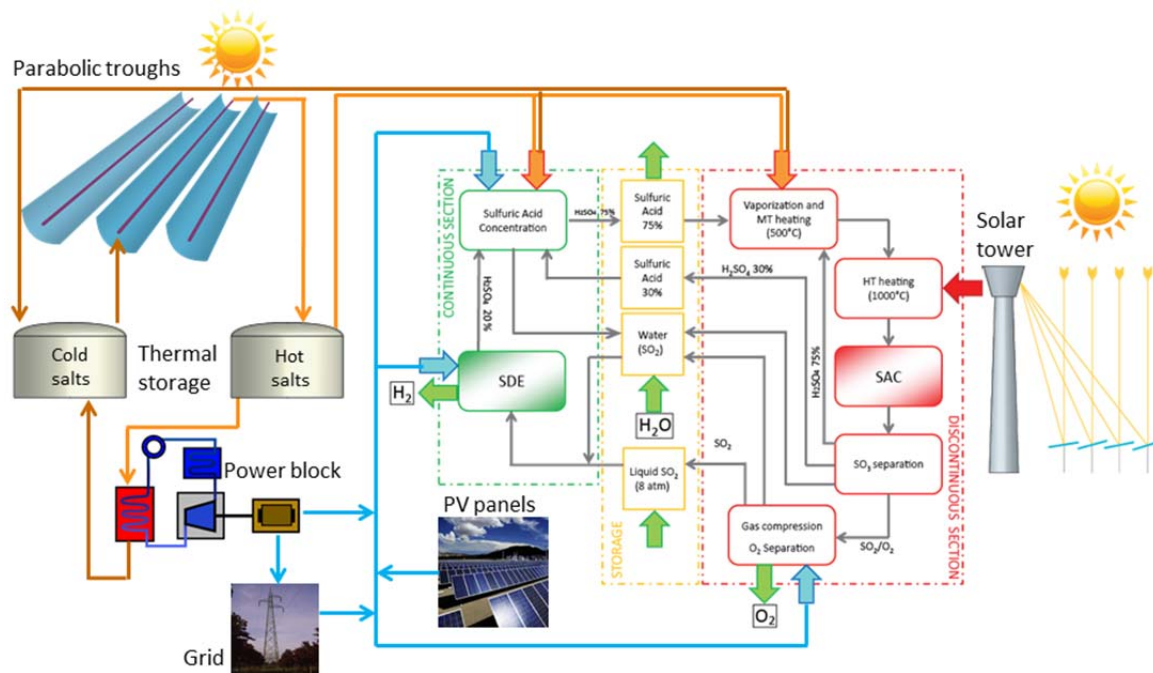 Parabolic troughs
Cold
salts
Thermal
storage
Hot
salts
Power block
Grid
PV panels
CONTINUOUS SECTION
Sulfuric Acid
Concentration
H₂SO₄ 75%
H₂SO₄ 20%
SDE
H₂
Sulfuric
Acid
75%
Sulfuric
Acid
30%
Water
(SO₂)
H₂O
Liquid SO₂
(8 atm)
STORAGE
Vaporization and
MT heating
(500°C)
H₂SO₄ 30%
HT heating
(1000°C)
H₂SO₄ 75%
SAC
SO₃ separation
SO₂
Gas compression
O₂ Separation
SO₂/O₂
O₂
DISCONTINUOUS SECTION
Solar
tower